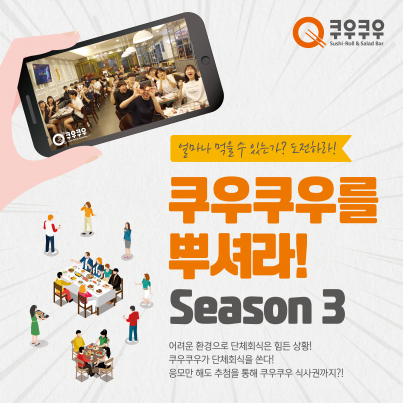 쿠우쿠우
Sushi-Roll & Salad Bar
쿠우쿠우
얼마나 먹을 수 있는가? 도전하라!
쿠우쿠우를
뿌셔라!
Season 3
어려운 환경으로 단체회식은 힘든 상황!
쿠우쿠우가 단체회식을 쏜다!
응모만 해도 추첨을 통해 쿠우쿠우 식사권까지?!